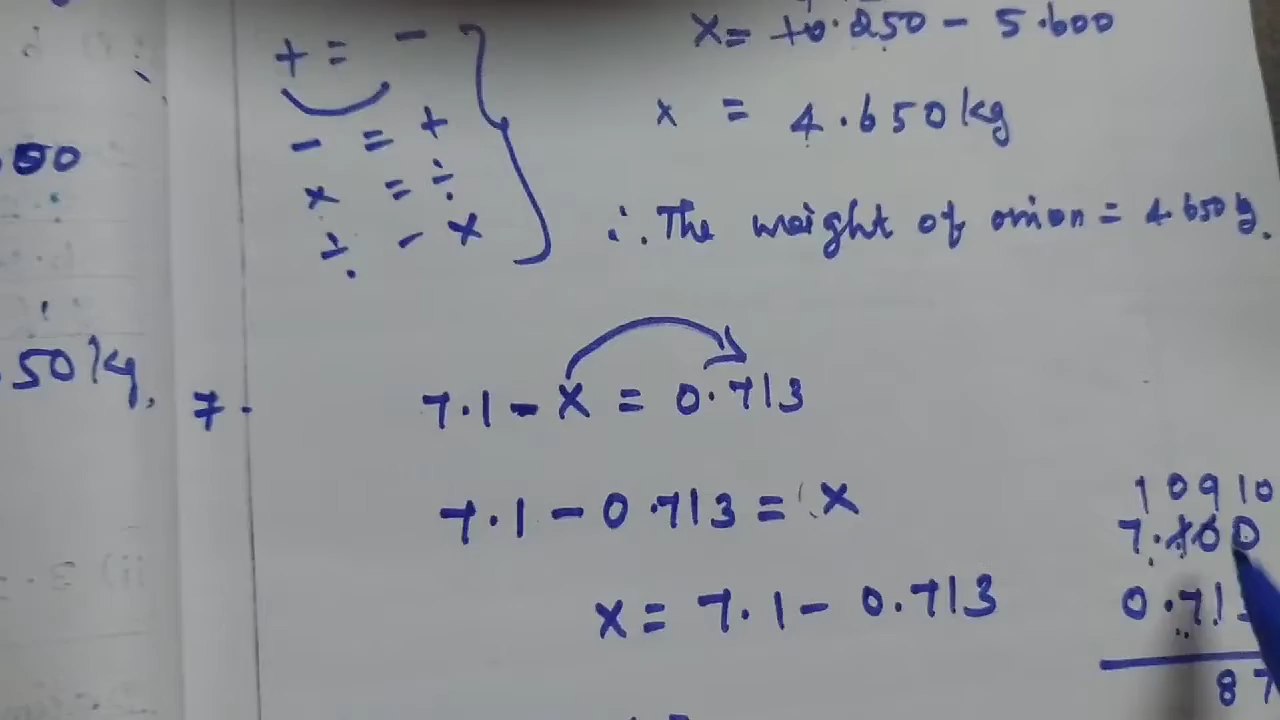 + = -
- = +
x = ÷
÷ - x
x = 10.250 - 5.600
x = 4.650 kg
∴ The weight of onion = 4.650 kg.
50 kg.
7.
7.1 - x = 0.713
7.1 - 0.713 = x
x = 7.1 - 0.713
10 9 10
7.100
0.71
87